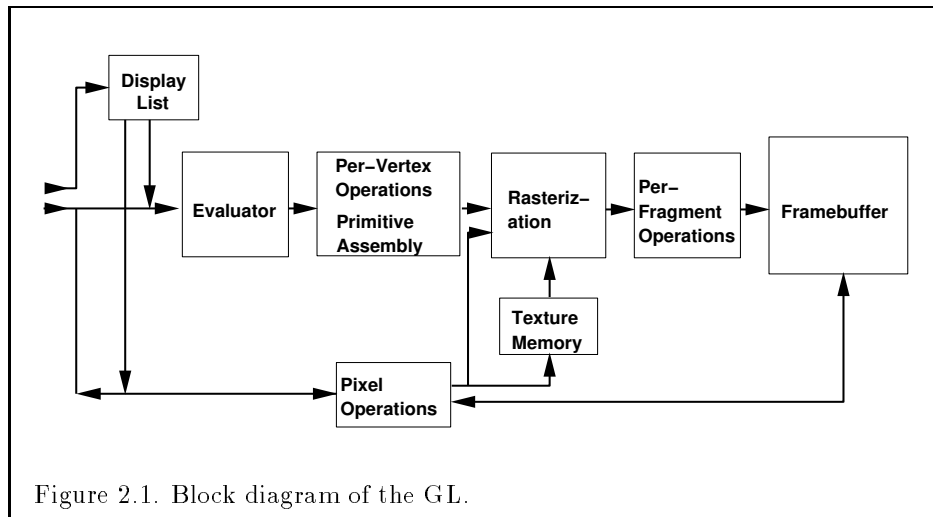 Display
List
Evaluator
Per-Vertex
Operations
Primitive
Assembly
Rasteriz-
ation
Per-
Fragment
Operations
Framebuffer
Texture
Memory
Pixel
Operations
Figure 2.1. Block diagram of the GL.